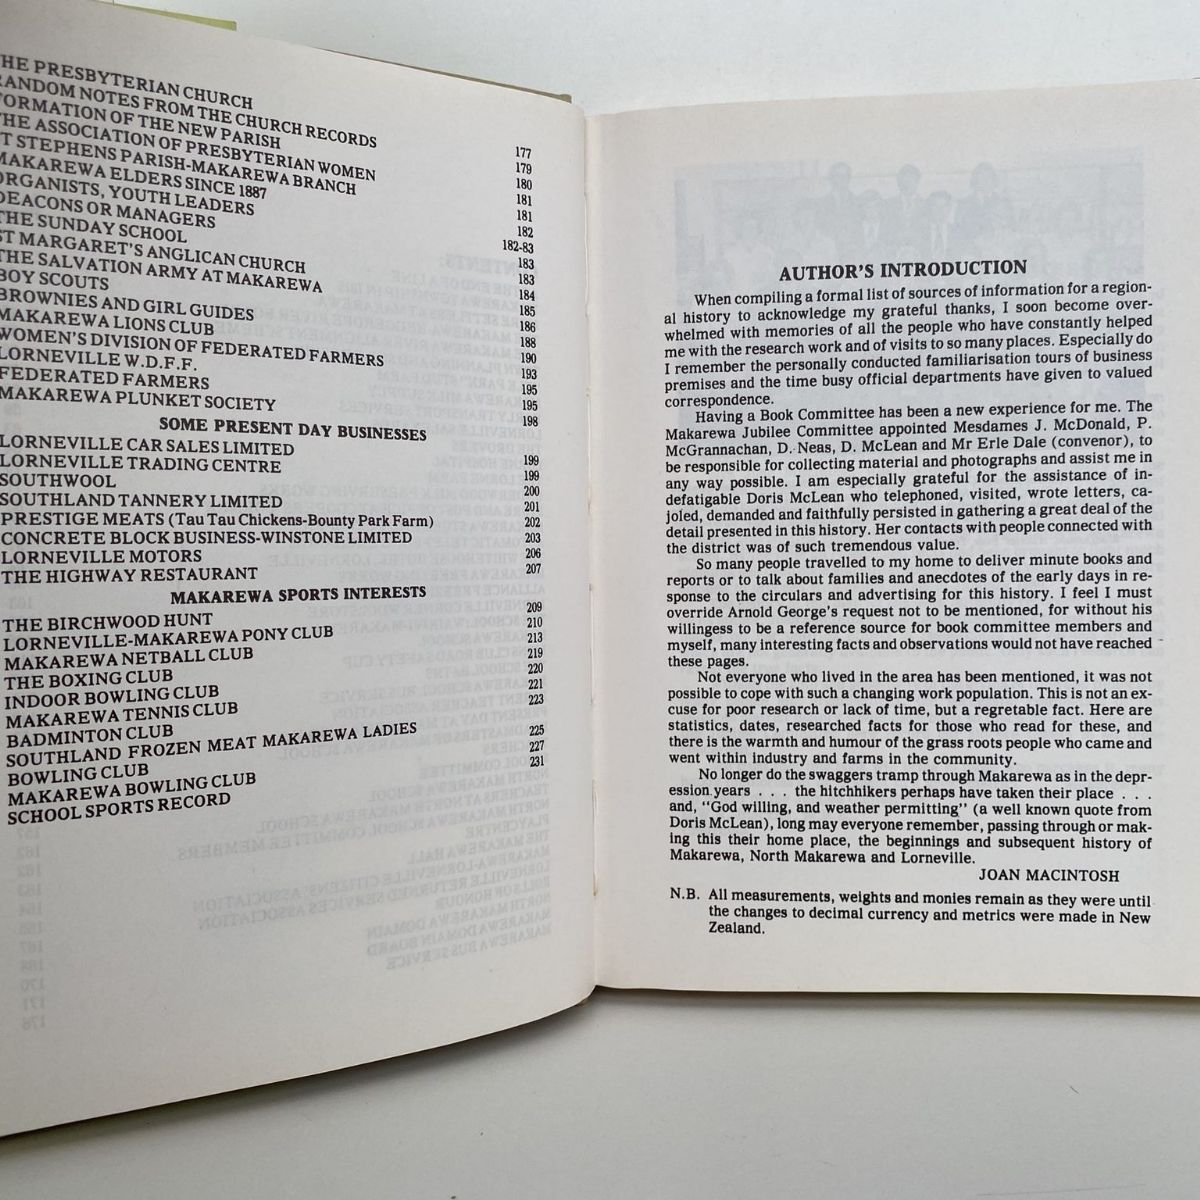 HE PRESBYTERIAN CHURCH 177
RANDOM NOTES FROM THE CHURCH RECORDS 179
FORMATION OF THE NEW PARISH 180
THE ASSOCIATION OF PRESBYTERIAN WOMEN 181
T STEPHENS PARISH-MAKAREWA BRANCH 181
MAKAREWA ELDERS SINCE 1887 182
ORGANISTS, YOUTH LEADERS 182-83
DEACONS OR MANAGERS 183
THE SUNDAY SCHOOL 183
ST MARGARET'S ANGLICAN CHURCH 184
THE SALVATION ARMY AT MAKAREWA 185
BOY SCOUTS 186
BROWNIES AND GIRL GUIDES 188
MAKAREWA LIONS CLUB 190
WOMEN'S DIVISION OF FEDERATED FARMERS 193
LORNEVILLE W.D.F.F. 195
FEDERATED FARMERS 195
MAKAREWA PLUNKET SOCIETY 198
SOME PRESENT DAY BUSINESSES
LORNEVILLE CAR SALES LIMITED 199
LORNEVILLE TRADING CENTRE 199
SOUTHWOOL 200
SOUTHLAND TANNERY LIMITED 201
PRESTIGE MEATS (Tau Tau Chickens-Bounty Park Farm) 202
CONCRETE BLOCK BUSINESS-WINSTONE LIMITED 203
LORNEVILLE MOTORS 206
THE HIGHWAY RESTAURANT 207
MAKAREWA SPORTS INTERESTS
THE BIRCHWOOD HUNT 209
LORNEVILLE-MAKAREWA PONY CLUB 210
MAKAREWA NETBALL CLUB 213
THE BOXING CLUB 219
INDOOR BOWLING CLUB 220
MAKAREWA TENNIS CLUB 221
BADMINTON CLUB 223
SOUTHLAND FROZEN MEAT MAKAREWA LADIES
BOWLING CLUB 225
MAKAREWA BOWLING CLUB 227
SCHOOL SPORTS RECORD 231
AUTHOR'S INTRODUCTION
When compiling a formal list of sources of information for a region-
al history to acknowledge my grateful thanks, I soon become over-
whelmed with memories of all the people who have constantly helped
me with the research work and of visits to so many places. Especially do
I remember the personally conducted familiarisation tours of business
premises and the time busy official departments have given to valued
correspondence.
Having a Book Committee has been a new experience for me. The
Makarewa Jubilee Committee appointed Mesdames J. McDonald, P.
McGrannachan, D. Neas, D. McLean and Mr Erle Dale (convenor), to
be responsible for collecting material and photographs and assist me in
any way possible. I am especially grateful for the assistance of in-
defatigable Doris McLean who telephoned, visited, wrote letters, ca-
joled, demanded and faithfully persisted in gathering a great deal of the
detail presented in this history. Her contacts with people connected with
the district was of such tremendous value.
So many people travelled to my home to deliver minute books and
reports or to talk about families and anecdotes of the early days in re-
sponse to the circulars and advertising for this history. I feel I must
override Arnold George's request not to be mentioned, for without his
willingess to be a reference source for book committee members and
myself, many interesting facts and observations would not have reached
these pages.
Not everyone who lived in the area has been mentioned, it was not
possible to cope with such a changing work population. This is not an ex-
cuse for poor research or lack of time, but a regretable fact. Here are
statistics, dates, researched facts for those who read for these, and
there is the warmth and humour of the grass roots people who came and
went within industry and farms in the community.
No longer do the swaggers tramp through Makarewa as in the depr-
ession years . . . the hitchhikers perhaps have taken their place . . .
and, "God willing, and weather permitting" (a well known quote from
Doris McLean), long may everyone remember, passing through or mak-
ing this their home place, the beginnings and subsequent history of
Makarewa, North Makarewa and Lorneville.
JOAN MACINTOSH
N.B. All measurements, weights and monies remain as they were until
the changes to decimal currency and metrics were made in New
Zealand.